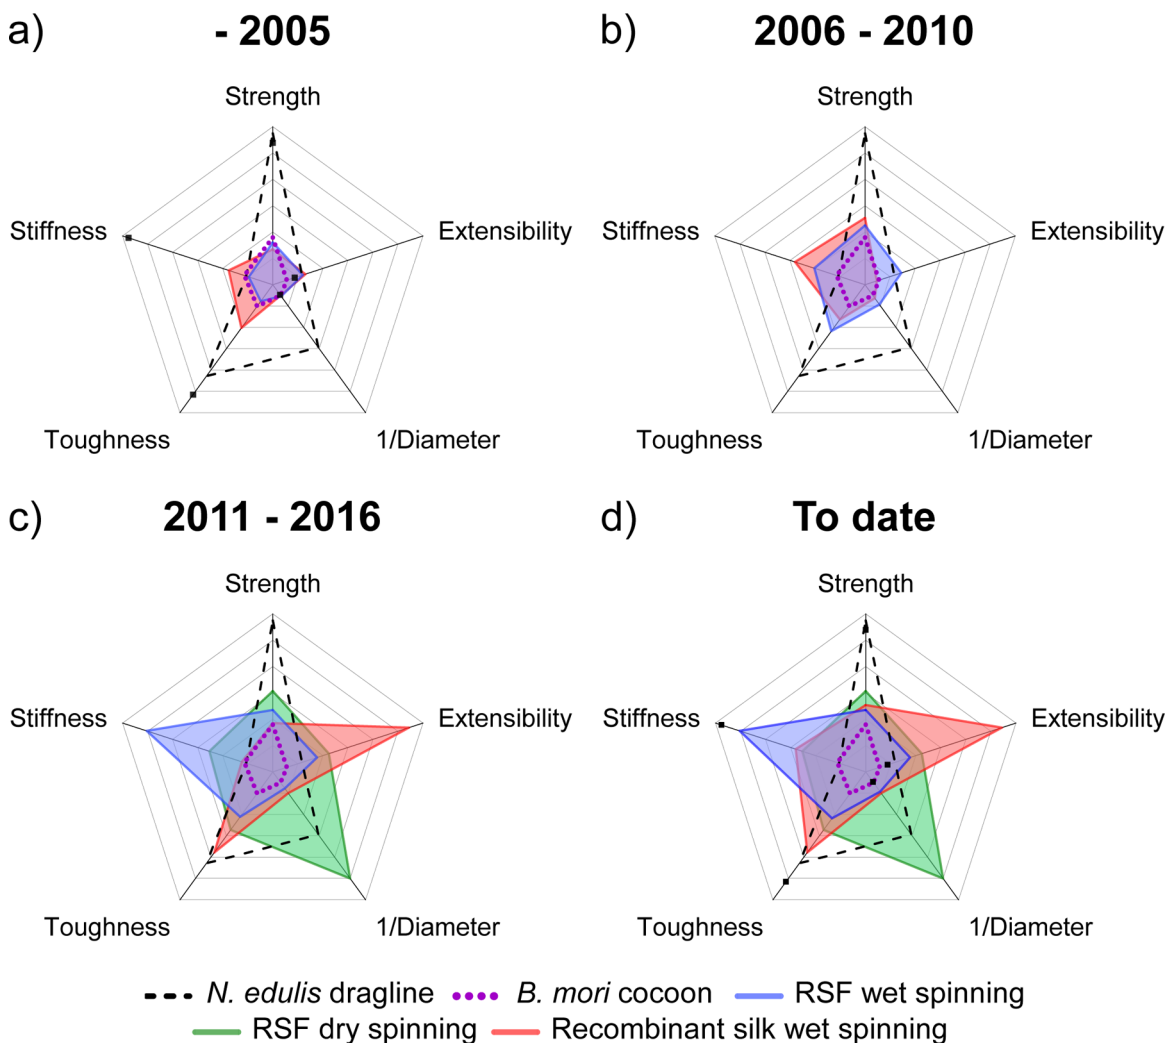 a) - 2005
b) 2006 - 2010
Strength
Strength
Stiffness
Extensibility
Stiffness
Extensibility
Toughness
1/Diameter
Toughness
1/Diameter
c) 2011 - 2016
d) To date
Strength
Strength
Stiffness
Extensibility
Stiffness
Extensibility
Toughness
1/Diameter
Toughness
1/Diameter
N. edulis dragline B. mori cocoon RSF wet spinning
RSF dry spinning Recombinant silk wet spinning